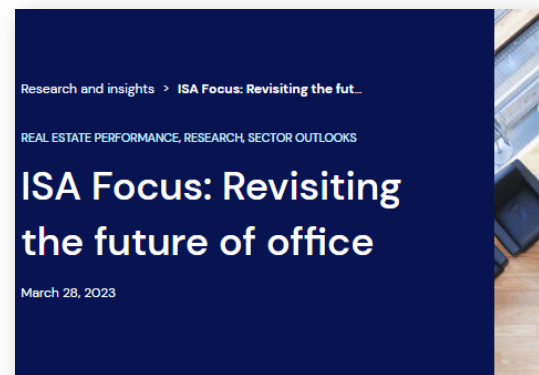 Research and insights > ISA Focus: Revisiting the fut...
REAL ESTATE PERFORMANCE, RESEARCH, SECTOR OUTLOOKS
ISA Focus: Revisiting
the future of office
March 28, 2023